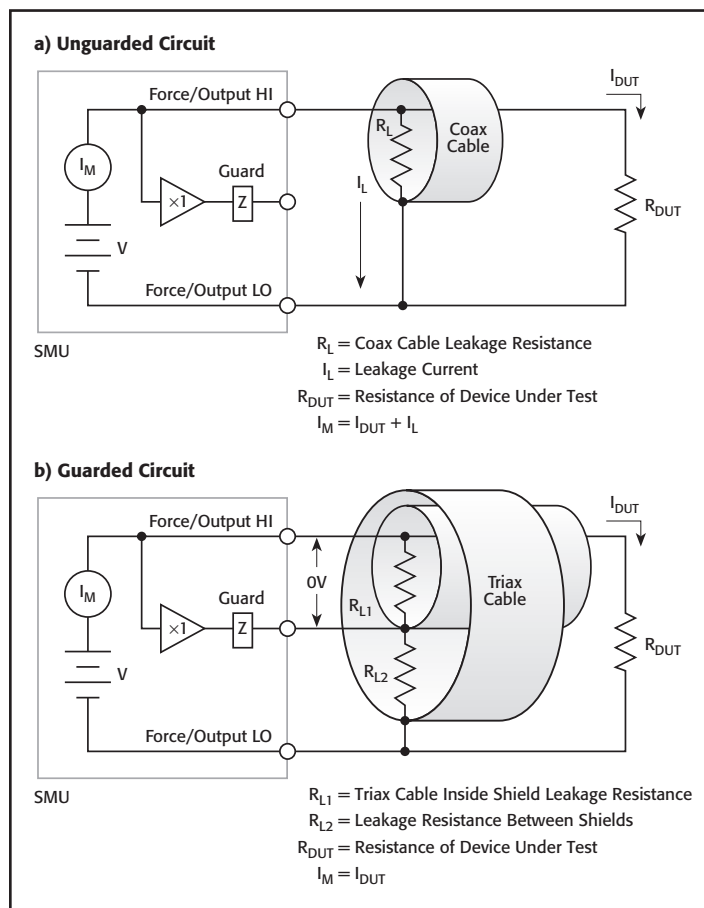 a) Unguarded Circuit
Force/Output HI
I_DUT
R_L
Coax
Cable
I_M
Guard
×1
Z
I_L
R_DUT
V
Force/Output LO
SMU
R_L = Coax Cable Leakage Resistance
I_L = Leakage Current
R_DUT = Resistance of Device Under Test
I_M = I_DUT + I_L
b) Guarded Circuit
Force/Output HI
I_DUT
0V
Triax
Cable
I_M
Guard
R_L1
×1
Z
R_DUT
R_L2
V
Force/Output LO
SMU
R_L1 = Triax Cable Inside Shield Leakage Resistance
R_L2 = Leakage Resistance Between Shields
R_DUT = Resistance of Device Under Test
I_M = I_DUT